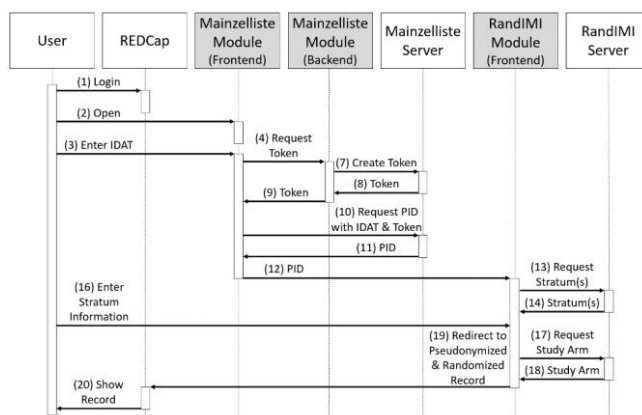 User
REDCap
Mainzelliste
Module
(Frontend)
Mainzelliste
Module
(Backend)
Mainzelliste
Server
RandIMI
Module
(Frontend)
RandIMI
Server
(1) Login
(2) Open
(3) Enter IDAT
(4) Request
Token
(7) Create Token
(8) Token
(9) Token
(10) Request PID
with IDAT & Token
(11) PID
(12) PID
(13) Request
Stratum(s)
(14) Stratum(s)
(16) Enter
Stratum
Information
(17) Request
Study Arm
(18) Study Arm
(19) Redirect to
Pseudonymized
& Randomized
Record
(20) Show
Record